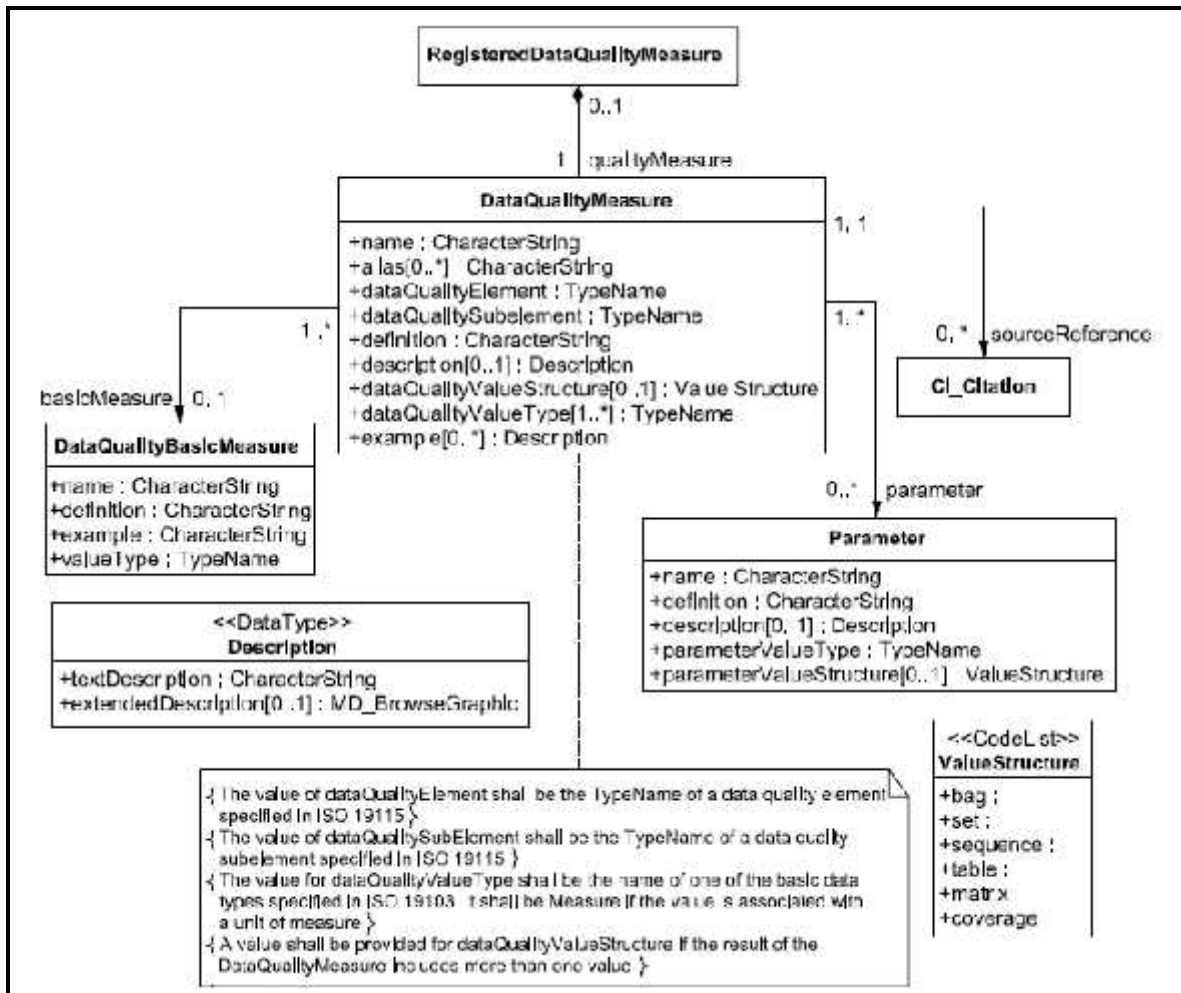 RegisteredDataQualityMeasure
0..1
1 qualityMeasure
DataQualityMeasure
+name : CharacterString
+alias[0..*] CharacterString
+dataQualityElement : TypeName
+dataQualitySubelement : TypeName
+definition : CharacterString
+description[0..1] : Description
+dataQualityValueStructure[0..1] : Value Structure
+dataQualityValueType[1..*] : TypeName
+example[0..*] : Description
1, 1
1..*
0, * sourceReference
CI_Citation
1..*
basicMeasure 0, 1
DataQualityBasicMeasure
+name : CharacterString
+definition : CharacterString
+example : CharacterString
+valueType : TypeName
0..* parameter
Parameter
+name : CharacterString
+definition : CharacterString
+description[0, 1] : Description
+parameterValueType : TypeName
+parameterValueStructure[0..1] ValueStructure
<<DataType>>
Description
+textDescription : CharacterString
+extendedDescription[0..1] : MD_BrowseGraphic
<<CodeList>>
ValueStructure
+bag :
+set :
+sequence :
+table :
+matrix
+coverage
{ The value of dataQualityElement shall be the TypeName of a data quality element
specified in ISO 19115 }
{ The value of dataQualitySubElement shall be the TypeName of a data quality
subelement specified in ISO 19115 }
{ The value for dataQualityValueType shall be the name of one of the basic data
types specified in ISO 19103. It shall be Measure if the value is associated with
a unit of measure }
{ A value shall be provided for dataQualityValueStructure if the result of the
DataQualityMeasure includes more than one value }